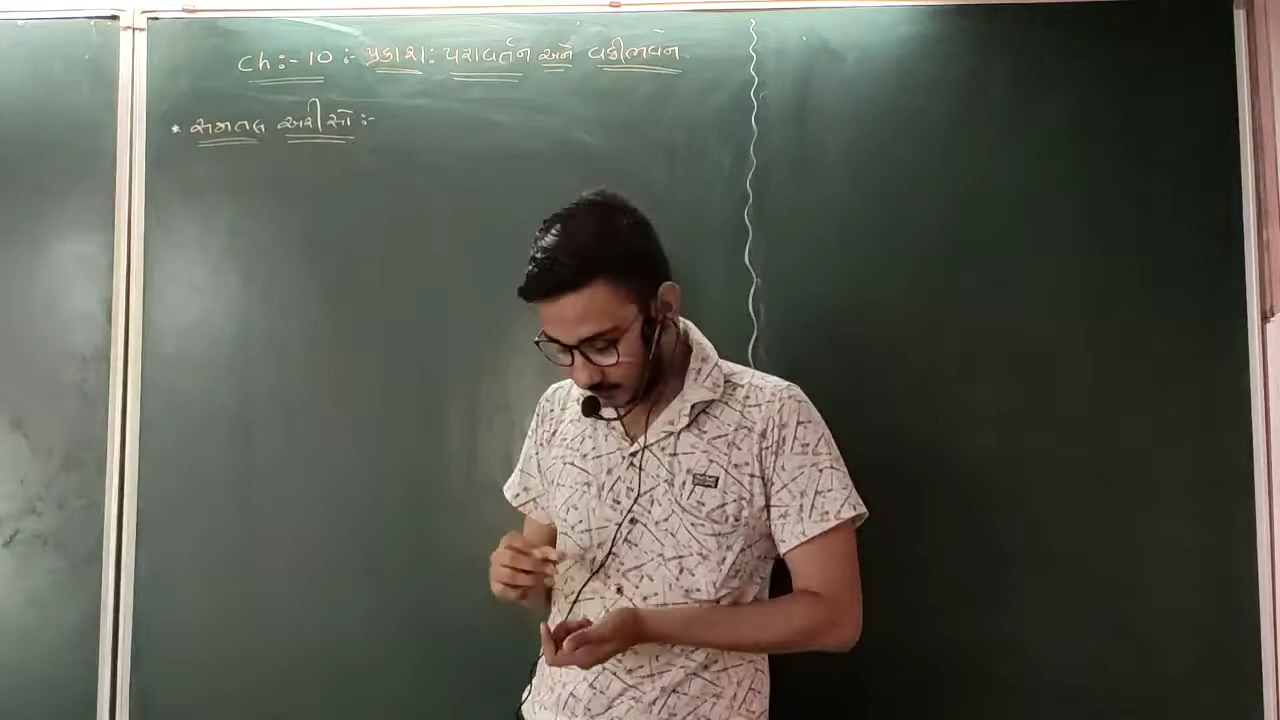 Ch:- 10 :- પ્રકાશ: પરાવર્તન અને વક્રીભવન
* સમતલ અરીસો :-